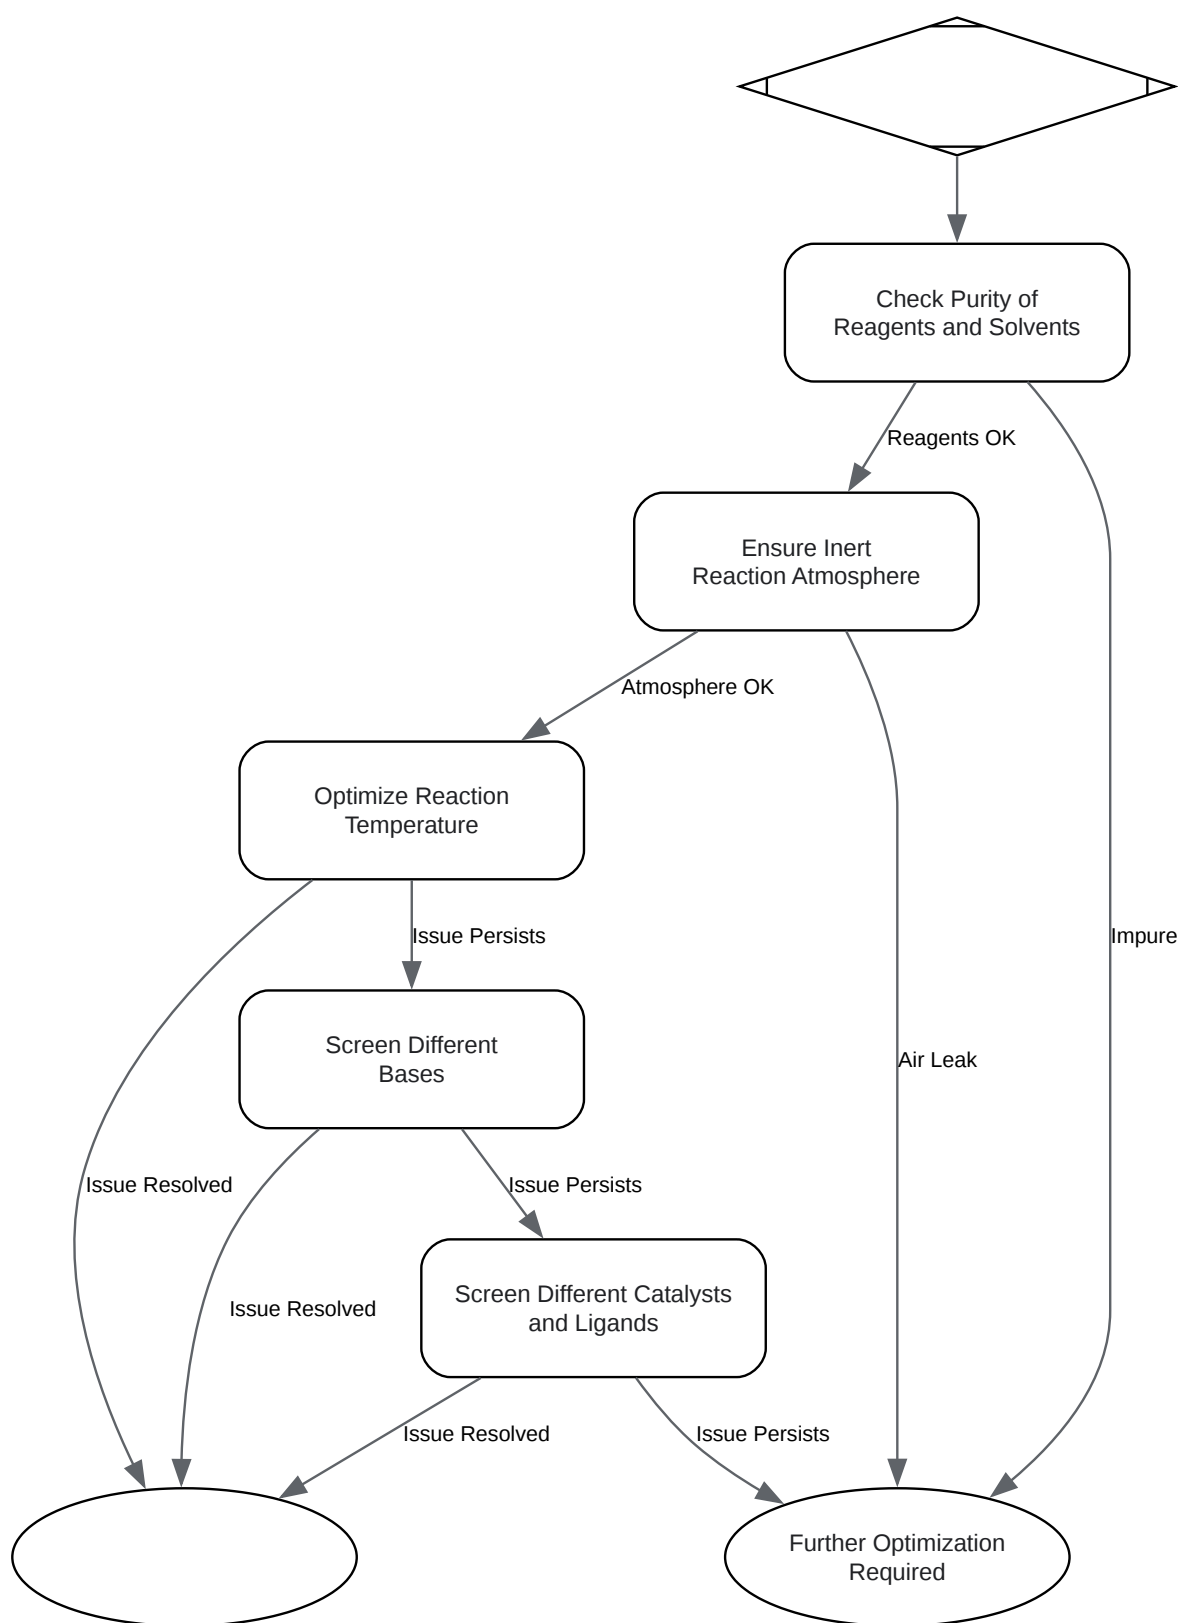 Check Purity of
Reagents and Solvents
Reagents OK
Ensure Inert
Reaction Atmosphere
Atmosphere OK
Optimize Reaction
Temperature
Issue Persists
Impure
Screen Different
Bases
Air Leak
Issue Resolved
Issue Persists
Issue Resolved
Screen Different Catalysts
and Ligands
Issue Resolved
Issue Persists
Further Optimization
Required